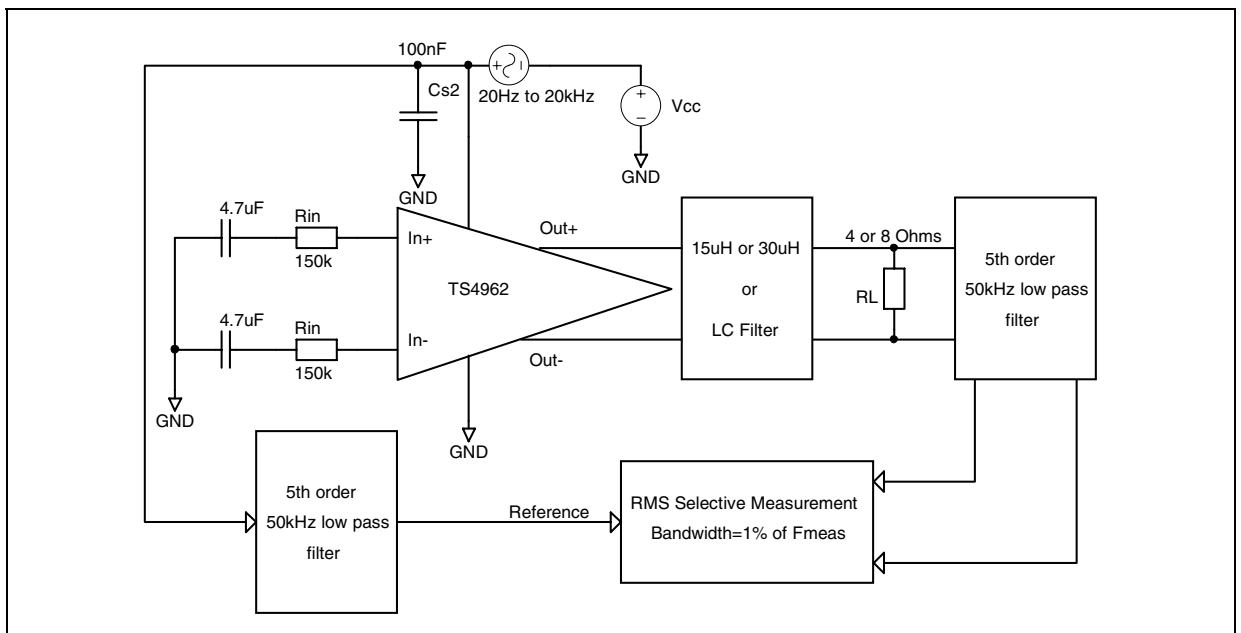 100nF
Cs2
+
-
20Hz to 20kHz
+
-
Vcc
GND
GND
4.7uF
Rin
150k
In+
Out+
TS4962
15uH or 30uH
or
LC Filter
4 or 8 Ohms
RL
5th order
50kHz low pass
filter
4.7uF
Rin
150k
In-
Out-
GND
GND
5th order
50kHz low pass
filter
Reference
RMS Selective Measurement
Bandwidth=1% of Fmeas